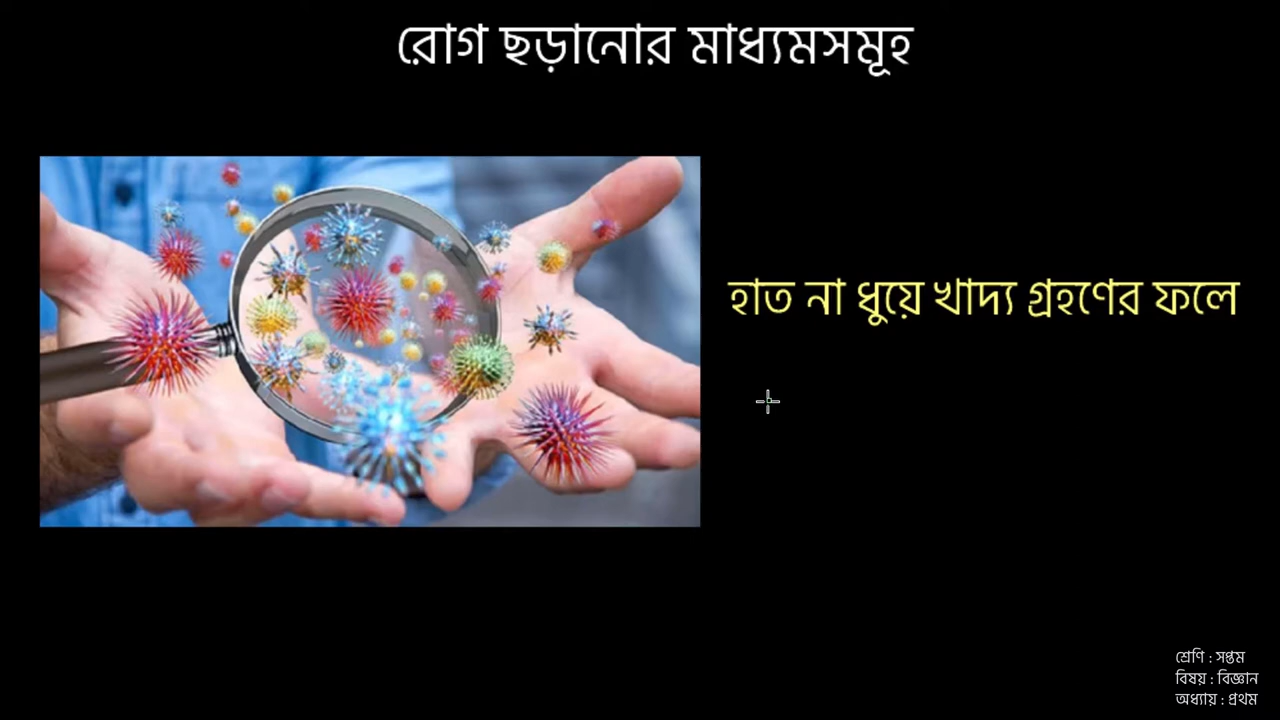 রোগ ছড়ানোর মাধ্যমসমূহ
হাত না ধুয়ে খাদ্য গ্রহণের ফলে
শ্রেণি : সপ্তম
বিষয় : বিজ্ঞান
অধ্যায় : প্রথম